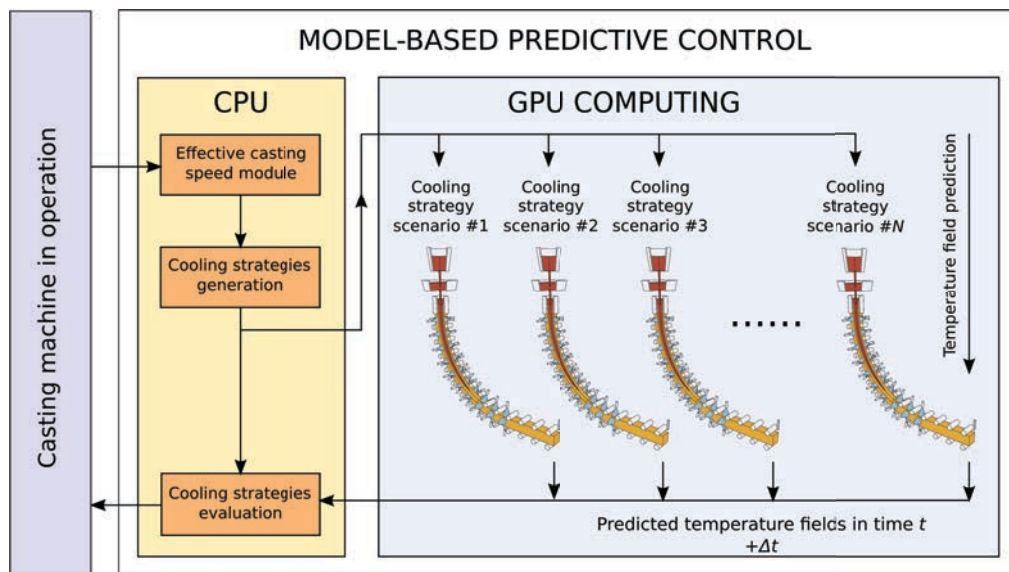 MODEL-BASED PREDICTIVE CONTROL
Casting machine in operation
CPU
Effective casting
speed module
Cooling strategies
generation
Cooling strategies
evaluation
GPU COMPUTING
Cooling
strategy
scenario #1
Cooling
strategy
scenario #2
Cooling
strategy
scenario #3
......
Cooling
strategy
scenario #N
Temperature field prediction
Predicted temperature fields in time t
+Δt